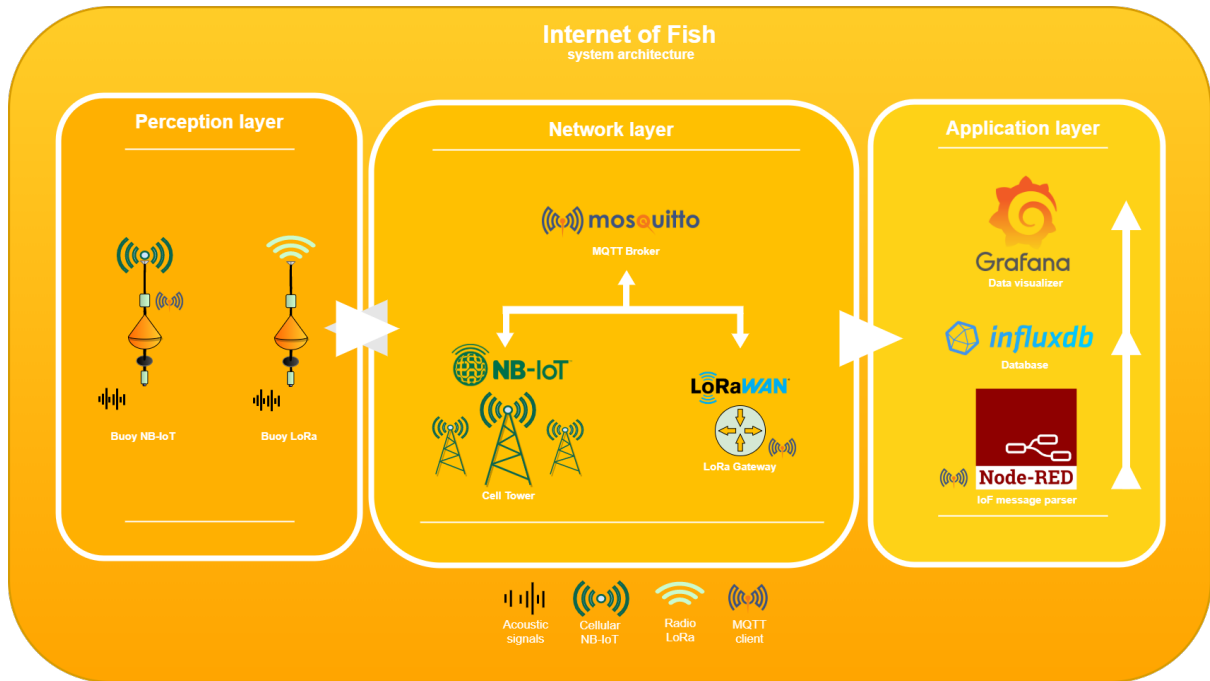 Internet of Fish
system architecture
Perception layer
Buoy NB-IoT
Buoy LoRa
Network layer
mosquitto
MQTT Broker
NB-IoT
Cell Tower
LoRaWAN
LoRa Gateway
Application layer
Grafana
Data visualizer
influxdb
Database
Node-RED
IoF message parser
Acoustic
signals
Cellular
NB-IoT
Radio
LoRa
MQTT
client